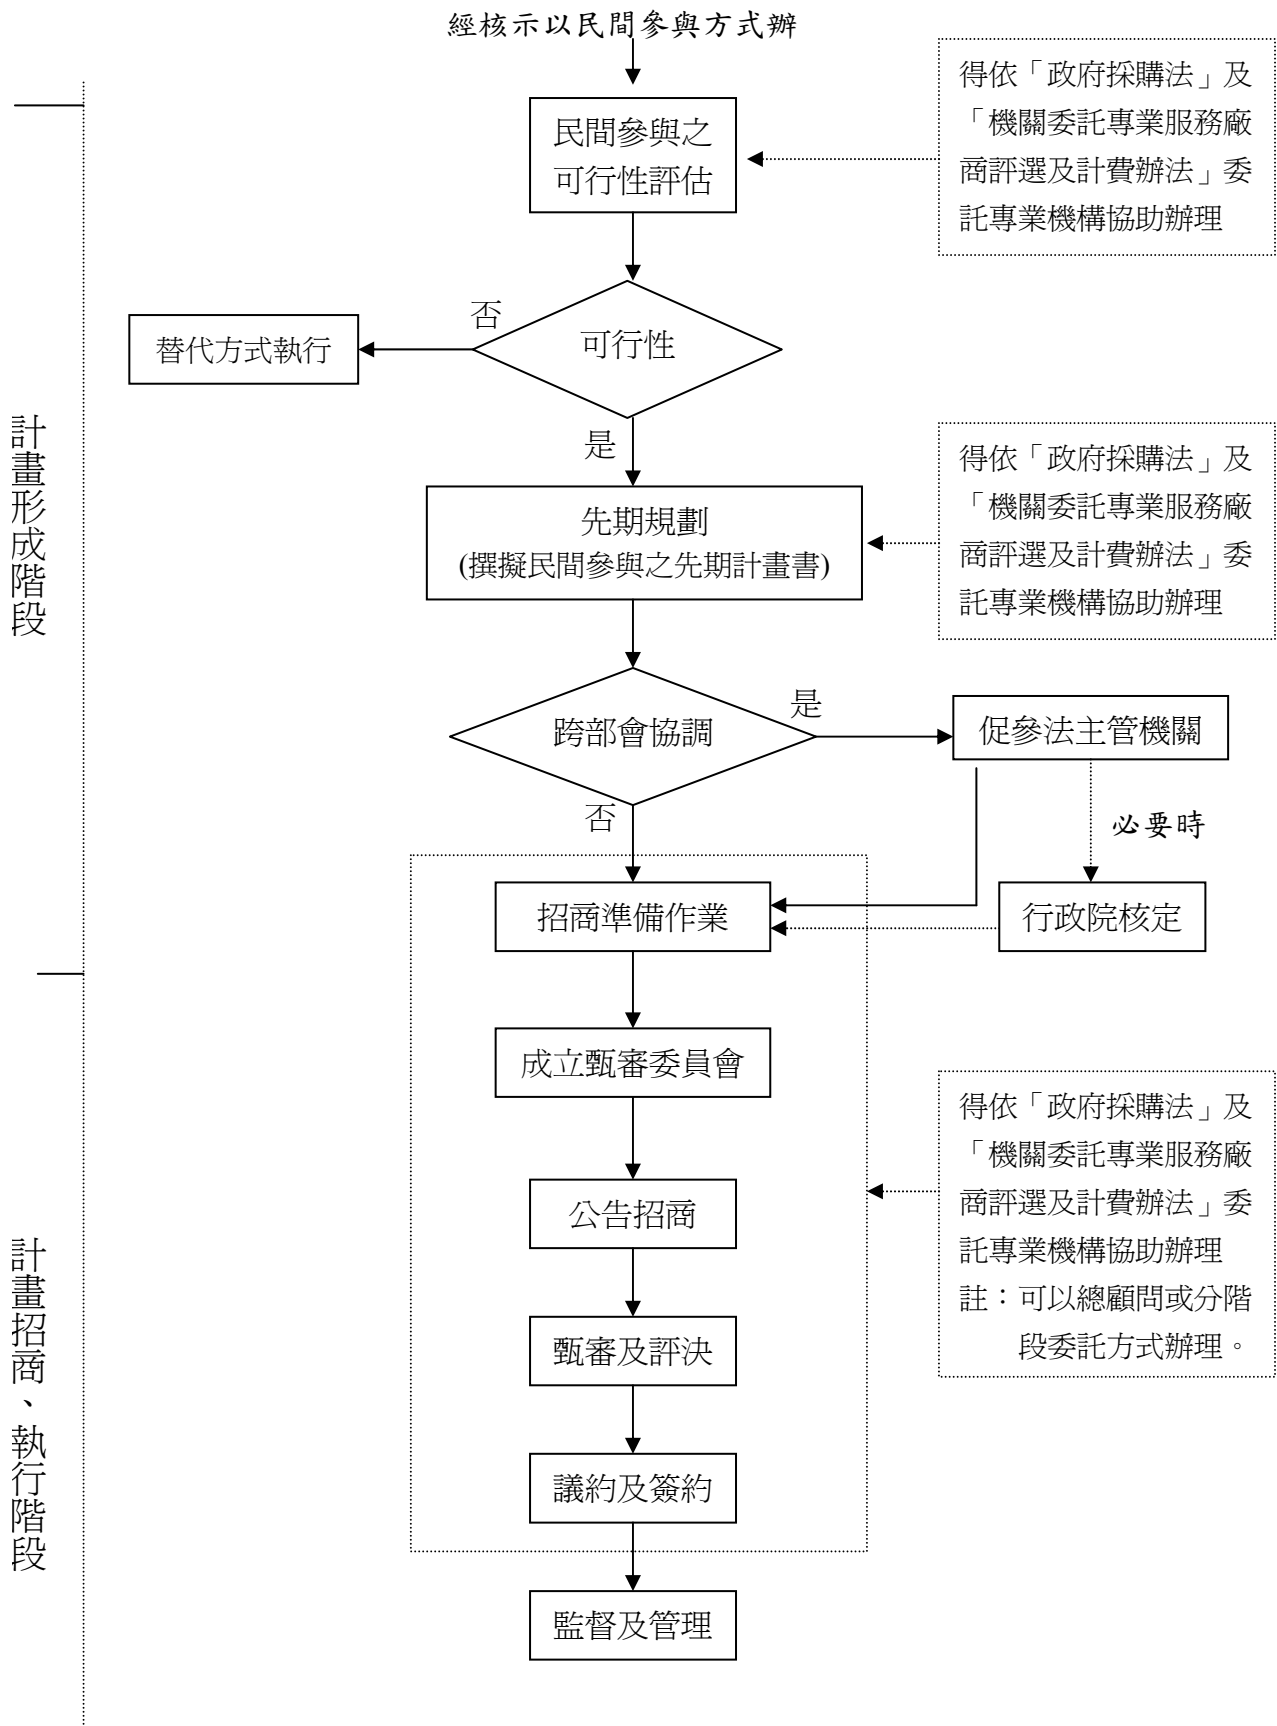 經核示以民間參與方式辦
得依「政府採購法」及
「機關委託專業服務廠
商評選及計費辦法」委
託專業機構協助辦理
民間參與之
可行性評估
否
可行性
替代方式執行
是
計畫形成階段
得依「政府採購法」及
「機關委託專業服務廠
商評選及計費辦法」委
託專業機構協助辦理
先期規劃
(撰擬民間參與之先期計畫書)
是
跨部會協調
促參法主管機關
否
必要時
招商準備作業
行政院核定
成立甄審委員會
得依「政府採購法」及
「機關委託專業服務廠
商評選及計費辦法」委
託專業機構協助辦理
註：可以總顧問或分階
段委託方式辦理。
公告招商
計畫招商、執行階段
甄審及評決
議約及簽約
監督及管理